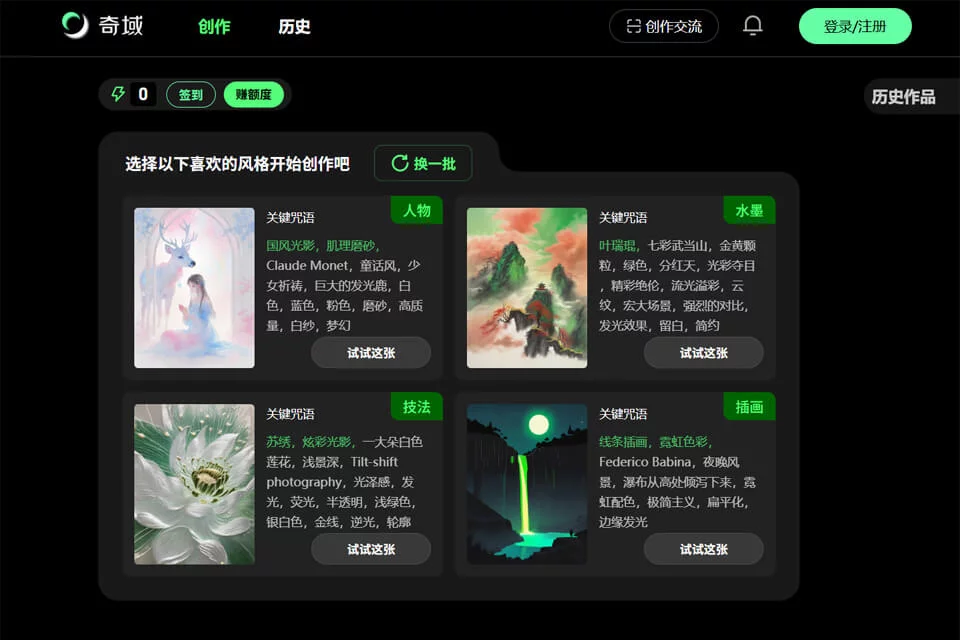 奇域
创作
历史
创作交流
登录/注册
0
签到
赚额度
历史作品
选择以下喜欢的风格开始创作吧
换一批
人物
关键咒语
国风光影，肌理磨砂，
Claude Monet，童话风，少
女祈祷，巨大的发光鹿，白
色，蓝色，粉色，磨砂，高质
量，白纱，梦幻
试试这张
水墨
关键咒语
叶瑞琨，七彩武当山，金黄颗
粒，绿色，分红天，光彩夺目
，精彩绝伦，流光溢彩，云
纹，宏大场景，强烈的对比，
发光效果，留白，简约
试试这张
技法
关键咒语
苏绣，炫彩光影，一大朵白色
莲花，浅景深，Tilt-shift
photography，光泽感，发
光，荧光，半透明，浅绿色，
银白色，金线，逆光，轮廓
试试这张
插画
关键咒语
线条插画，霓虹色彩，
Federico Babina，夜晚风
景，瀑布从高处倾泻下来，霓
虹配色，极简主义，扁平化，
边缘发光
试试这张